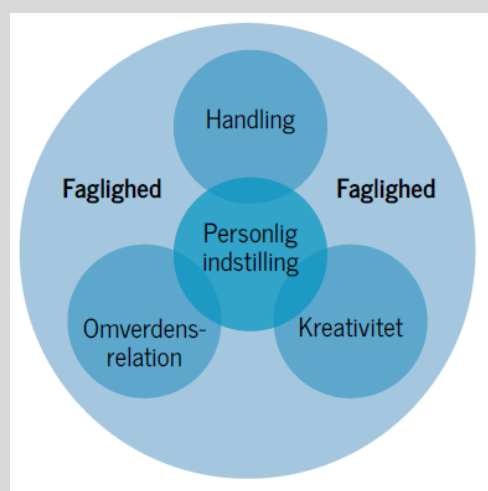 Handling
Faglighed
Faglighed
Personlig
indstilling
Omverdens-
relation
Kreativitet